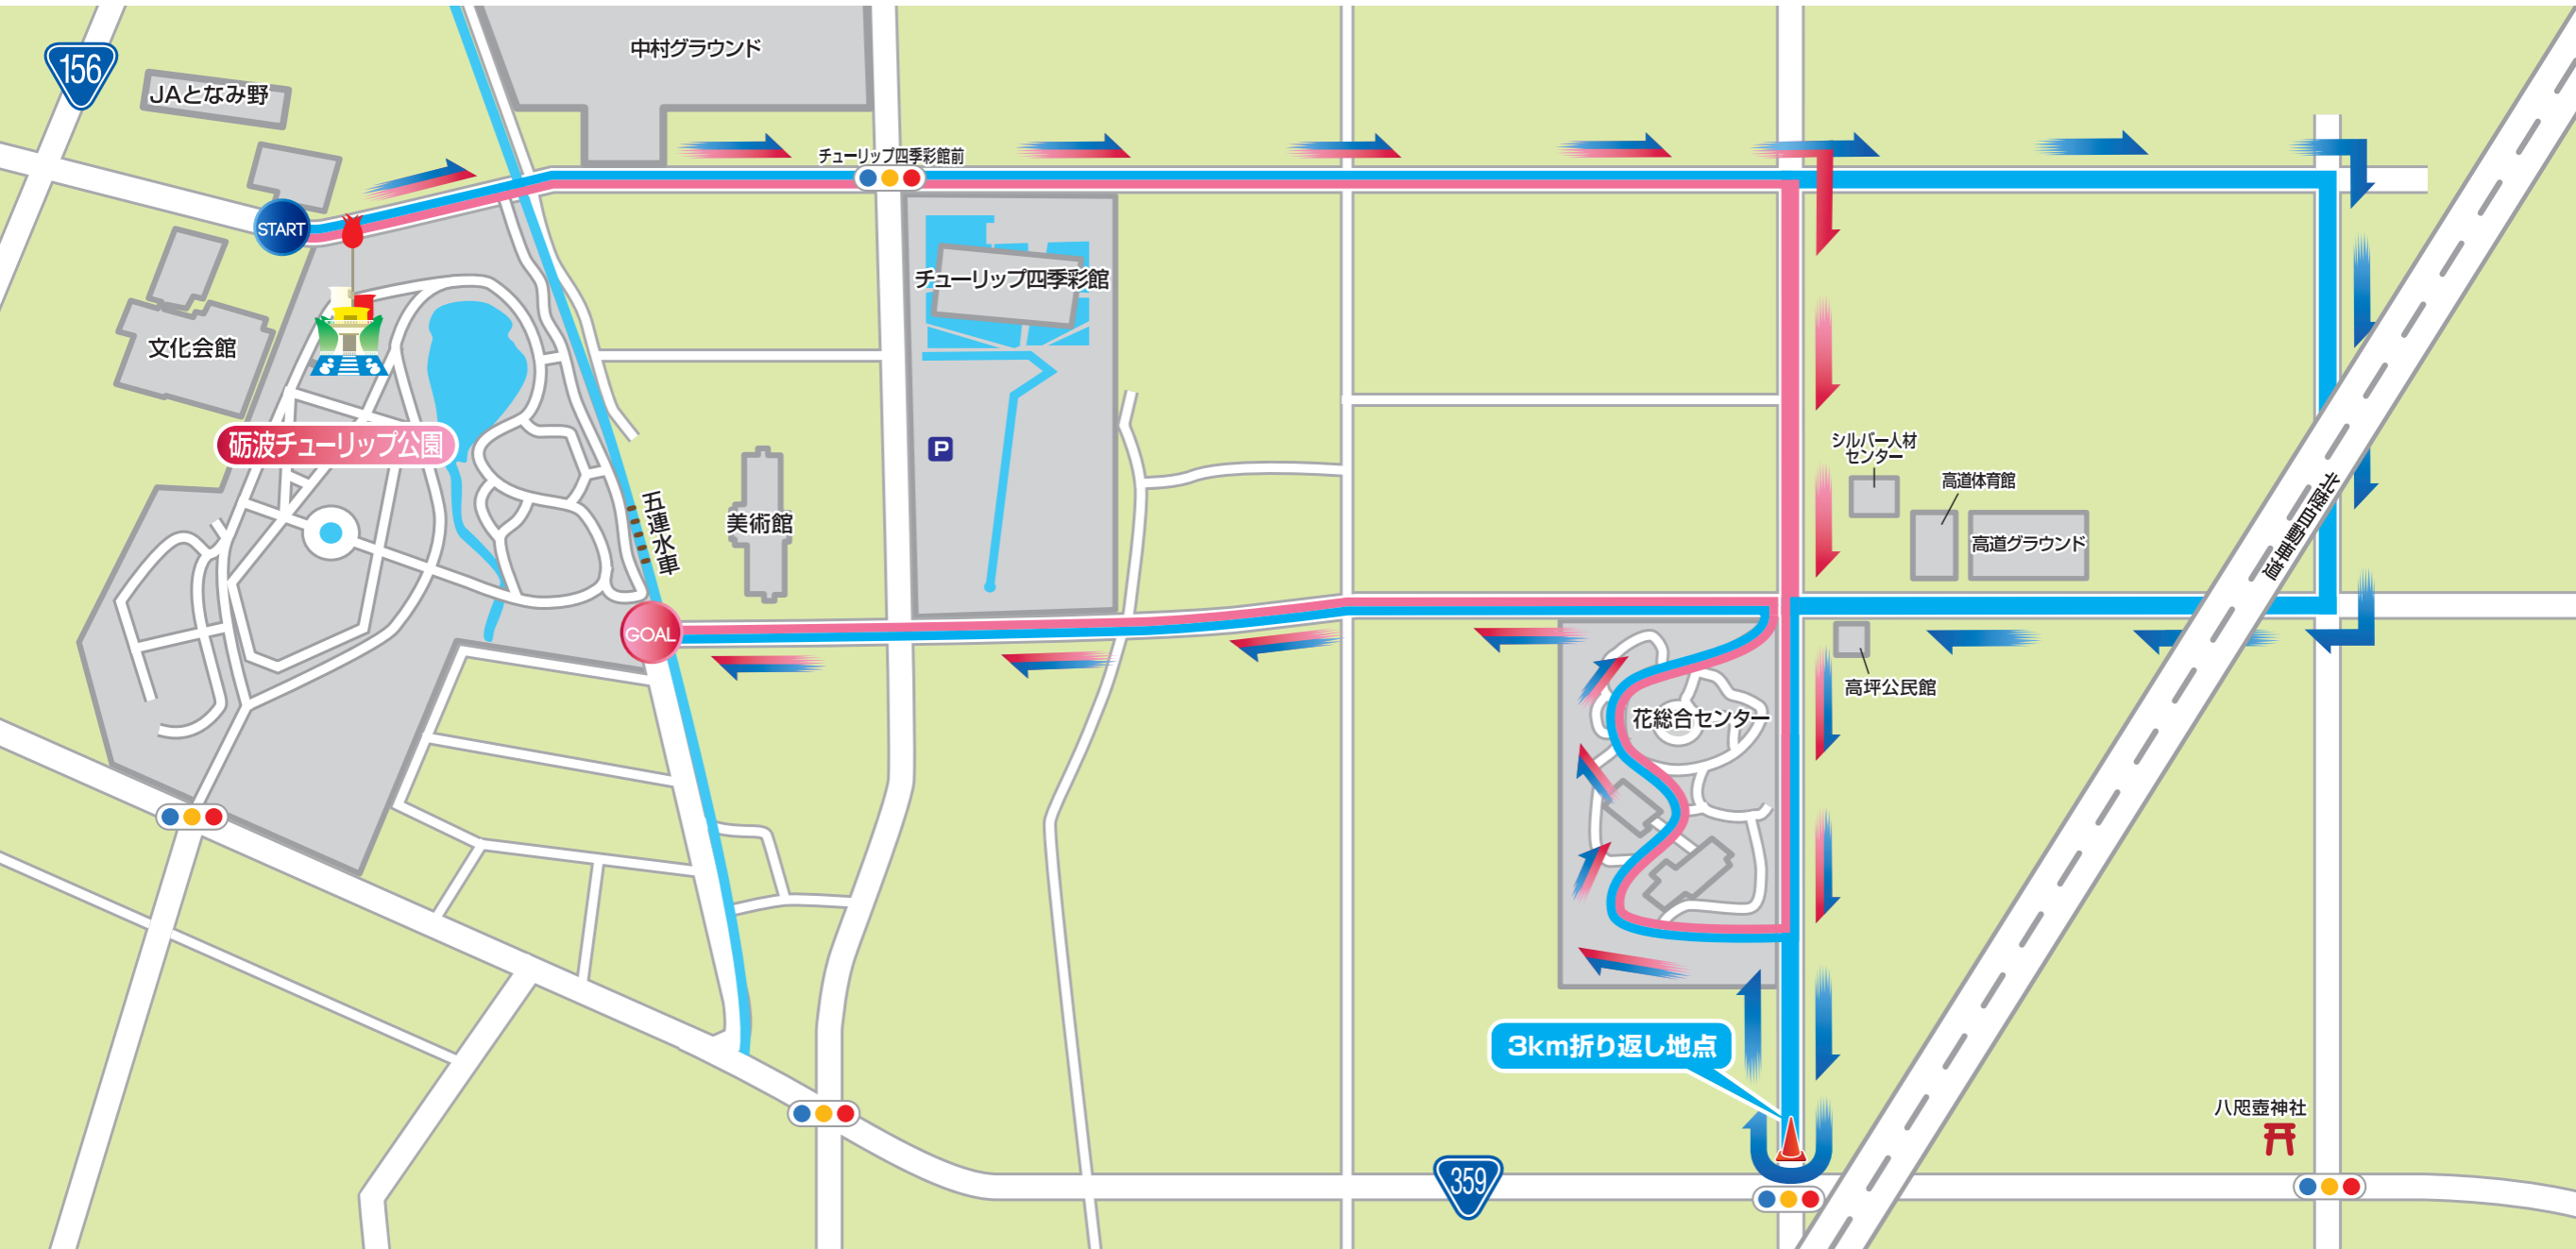 中村グラウンド
156
JAとなみ野
チューリップ四季彩館前
START
チューリップ四季彩館
文化会館
砺波チューリップ公園
P
シルバー人材
センター
高道体育館
北陸自動車道
五連水車
美術館
高道グラウンド
GOAL
高坪公民館
花総合センター
3km折り返し地点
八咫壺神社
359